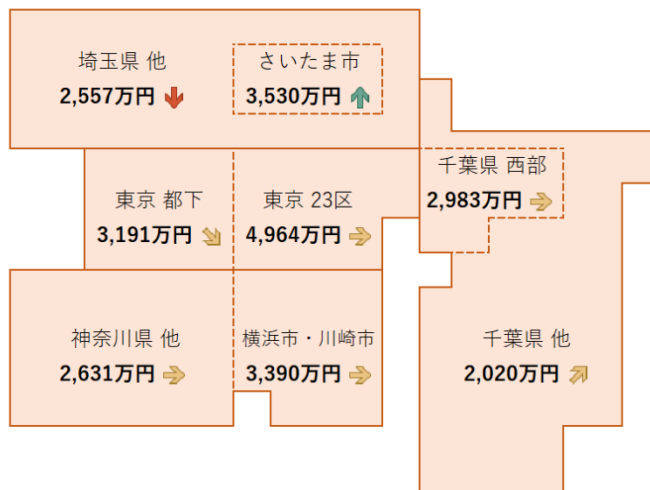 埼玉県 他
2,557万円
さいたま市
3,530万円
千葉県 西部
2,983万円
東京 都下
3,191万円
東京 23区
4,964万円
神奈川県 他
2,631万円
横浜市・川崎市
3,390万円
千葉県 他
2,020万円